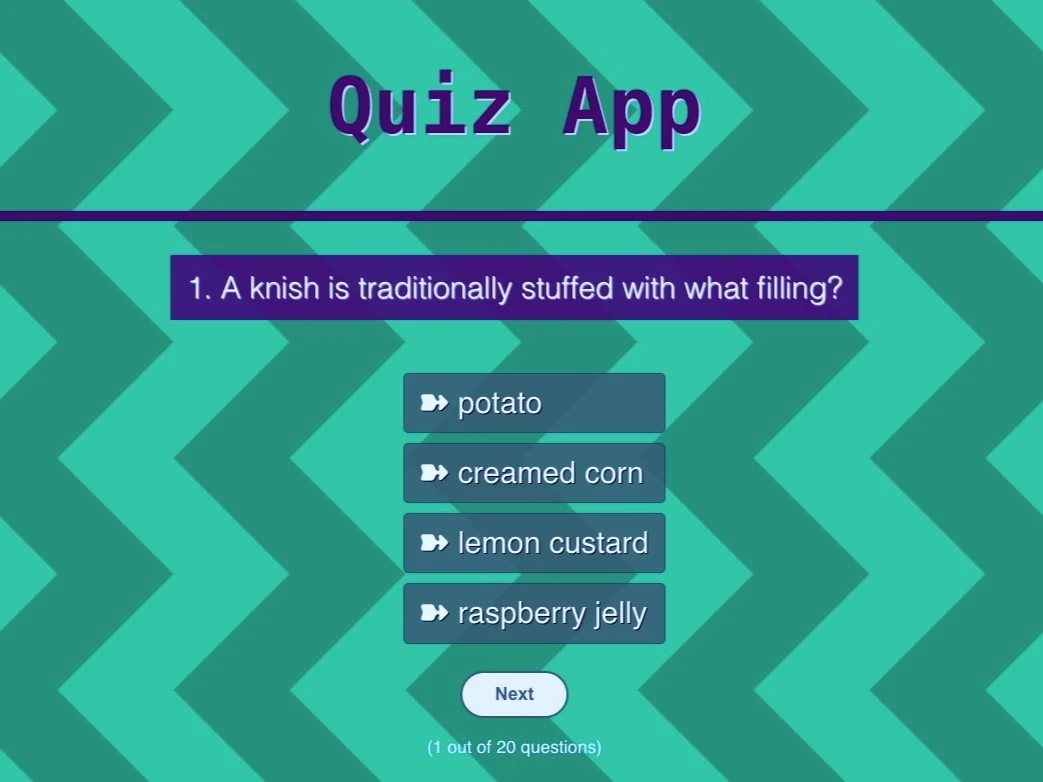 Quiz App
1. A knish is traditionally stuffed with what filling?
➽ potato
➽ creamed corn
➽ lemon custard
➽ raspberry jelly
Next
(1 out of 20 questions)